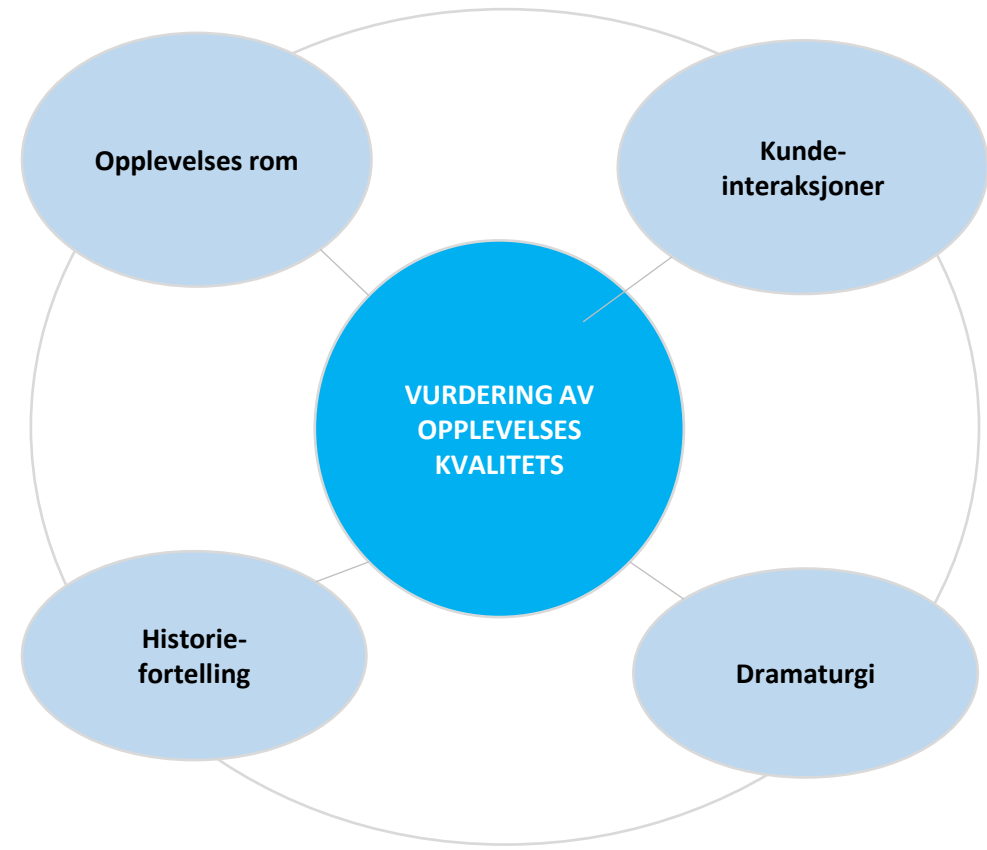 Opplevelses rom
Kunde-
interaksjoner
VURDERING AV
OPPLEVELSES
KVALITETS
Historie-
fortelling
Dramaturgi